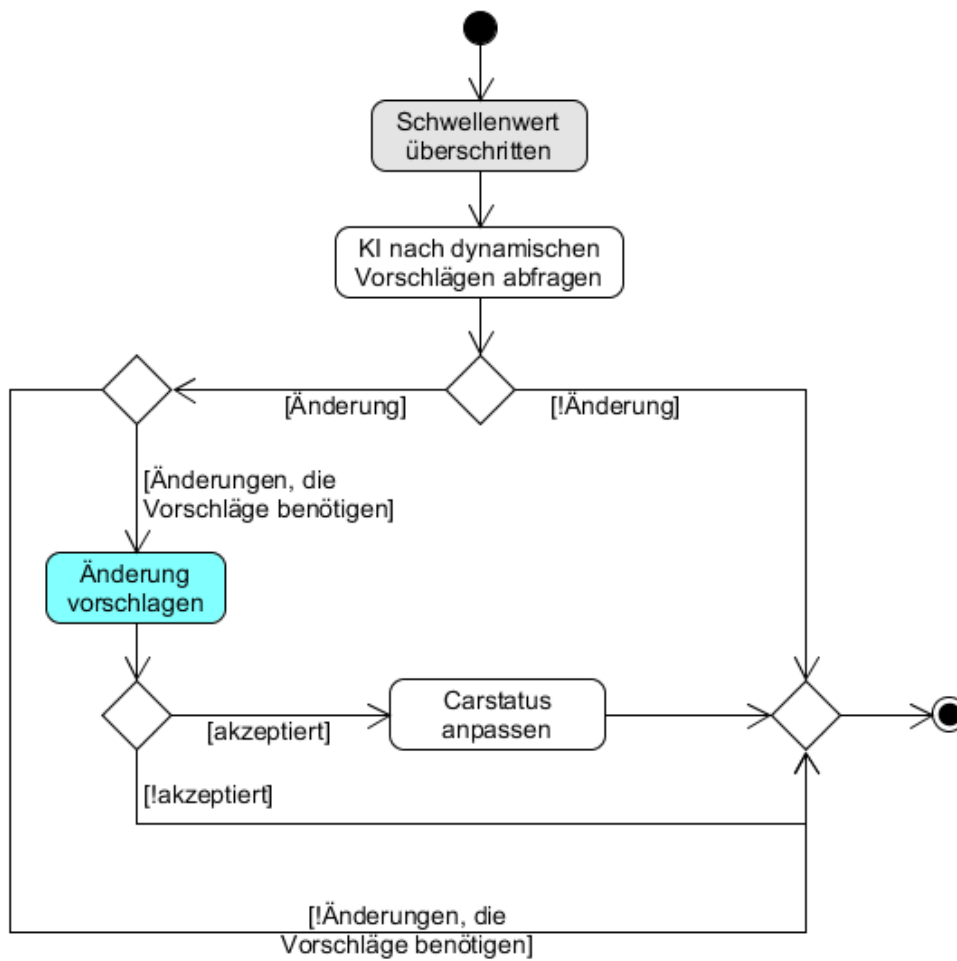 Schwellenwert
überschritten
KI nach dynamischen
Vorschlägen abfragen
[Änderung]
[!Änderung]
[Änderungen, die
Vorschläge benötigen]
Änderung
vorschlagen
[akzeptiert]
Carstatus
anpassen
[!akzeptiert]
[!Änderungen, die
Vorschläge benötigen]